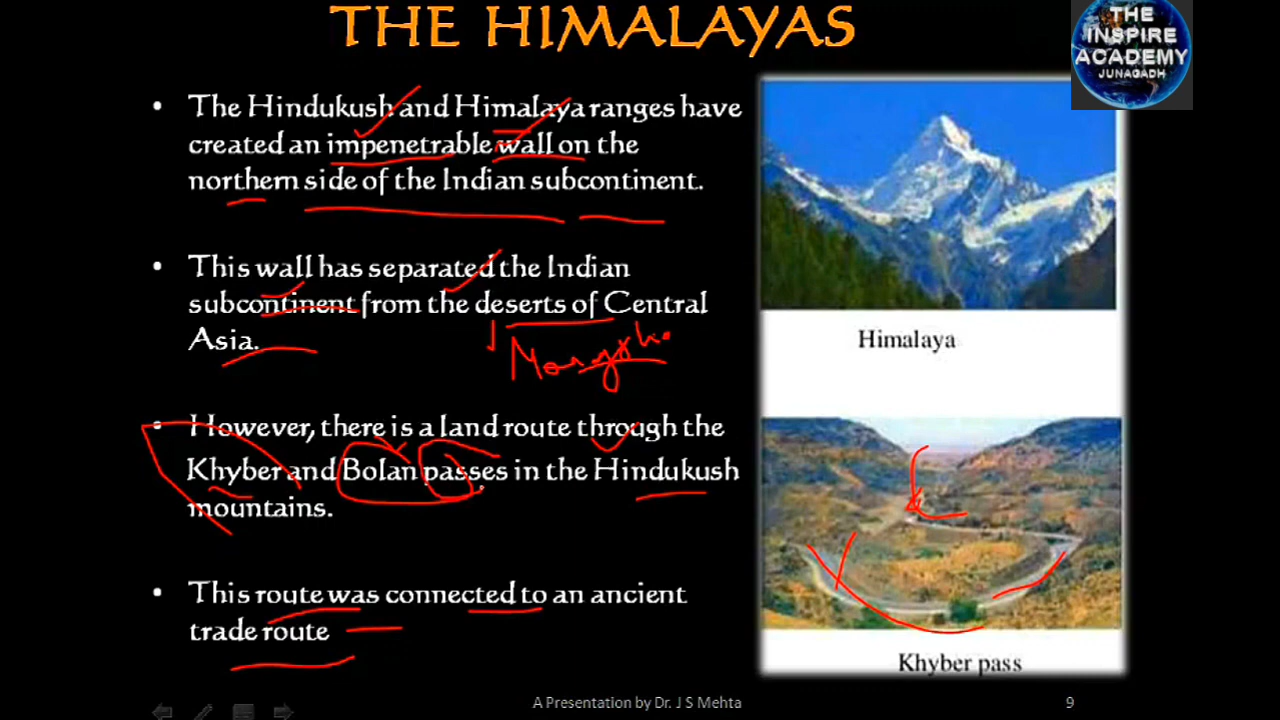 THE HIMALAYAS
THE
INSPIRE
ACADEMY
JUNAGADH
• The Hindukush and Himalaya ranges have
created an impenetrable wall on the
northern side of the Indian subcontinent.
• This wall has separated the Indian
subcontinent from the deserts of Central
Asia.
• However, there is a land route through the
Khyber and Bolan passes in the Hindukush
mountains.
• This route was connected to an ancient
trade route
Himalaya
Khyber pass
A Presentation by Dr. J S Mehta
9